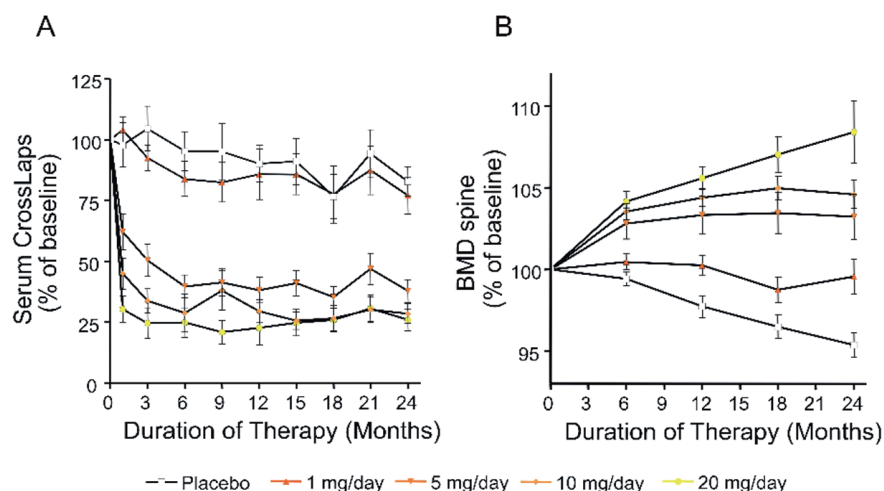 A
B
Serum CrossLaps
(% of baseline)
125
100
75
50
25
0
0 3 6 9 12 15 18 21 24
Duration of Therapy (Months)
BMD spine
(% of baseline)
110
105
100
95
0 3 6 9 12 15 18 21 24
Duration of Therapy (Months)
Placebo 1 mg/day 5 mg/day 10 mg/day 20 mg/day